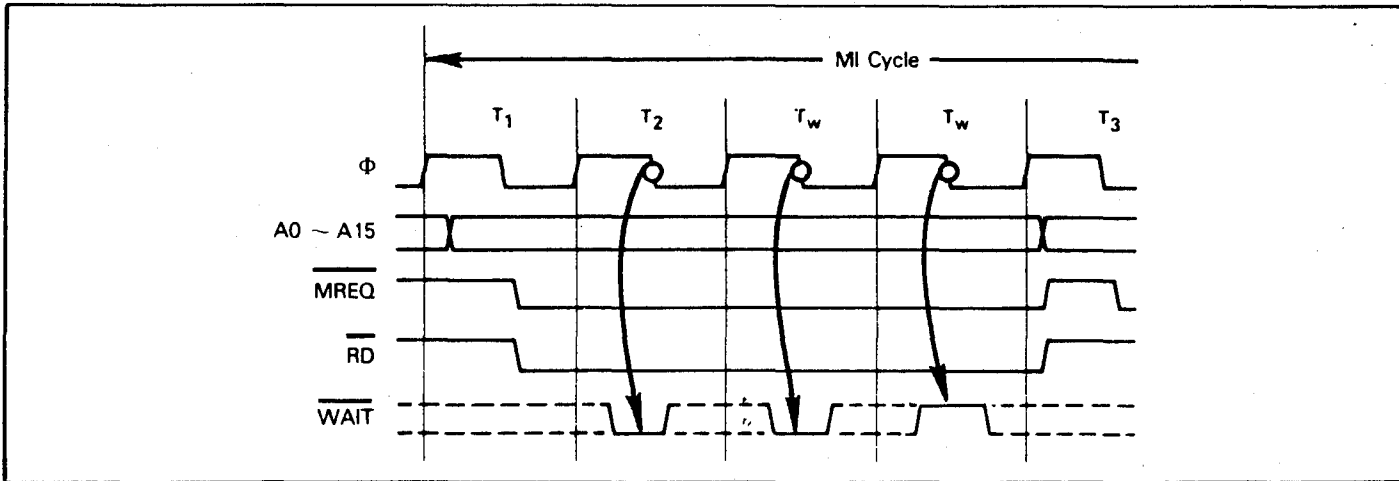 MI Cycle
T1 T2 Tw Tw T3
Φ
A0 ~ A15
MREQ
RD
WAIT